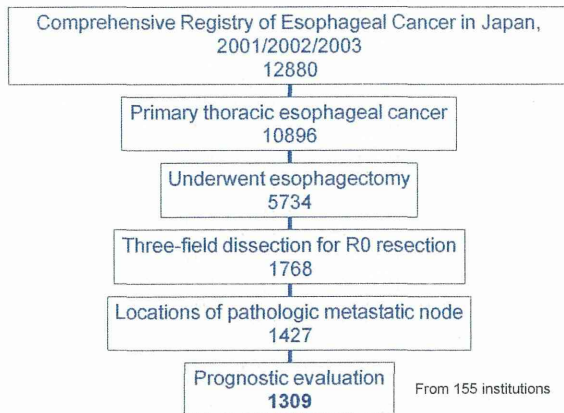 Comprehensive Registry of Esophageal Cancer in Japan,
2001/2002/2003
12880
Primary thoracic esophageal cancer
10896
Underwent esophagectomy
5734
Three-field dissection for R0 resection
1768
Locations of pathologic metastatic node
1427
Prognostic evaluation
1309
From 155 institutions